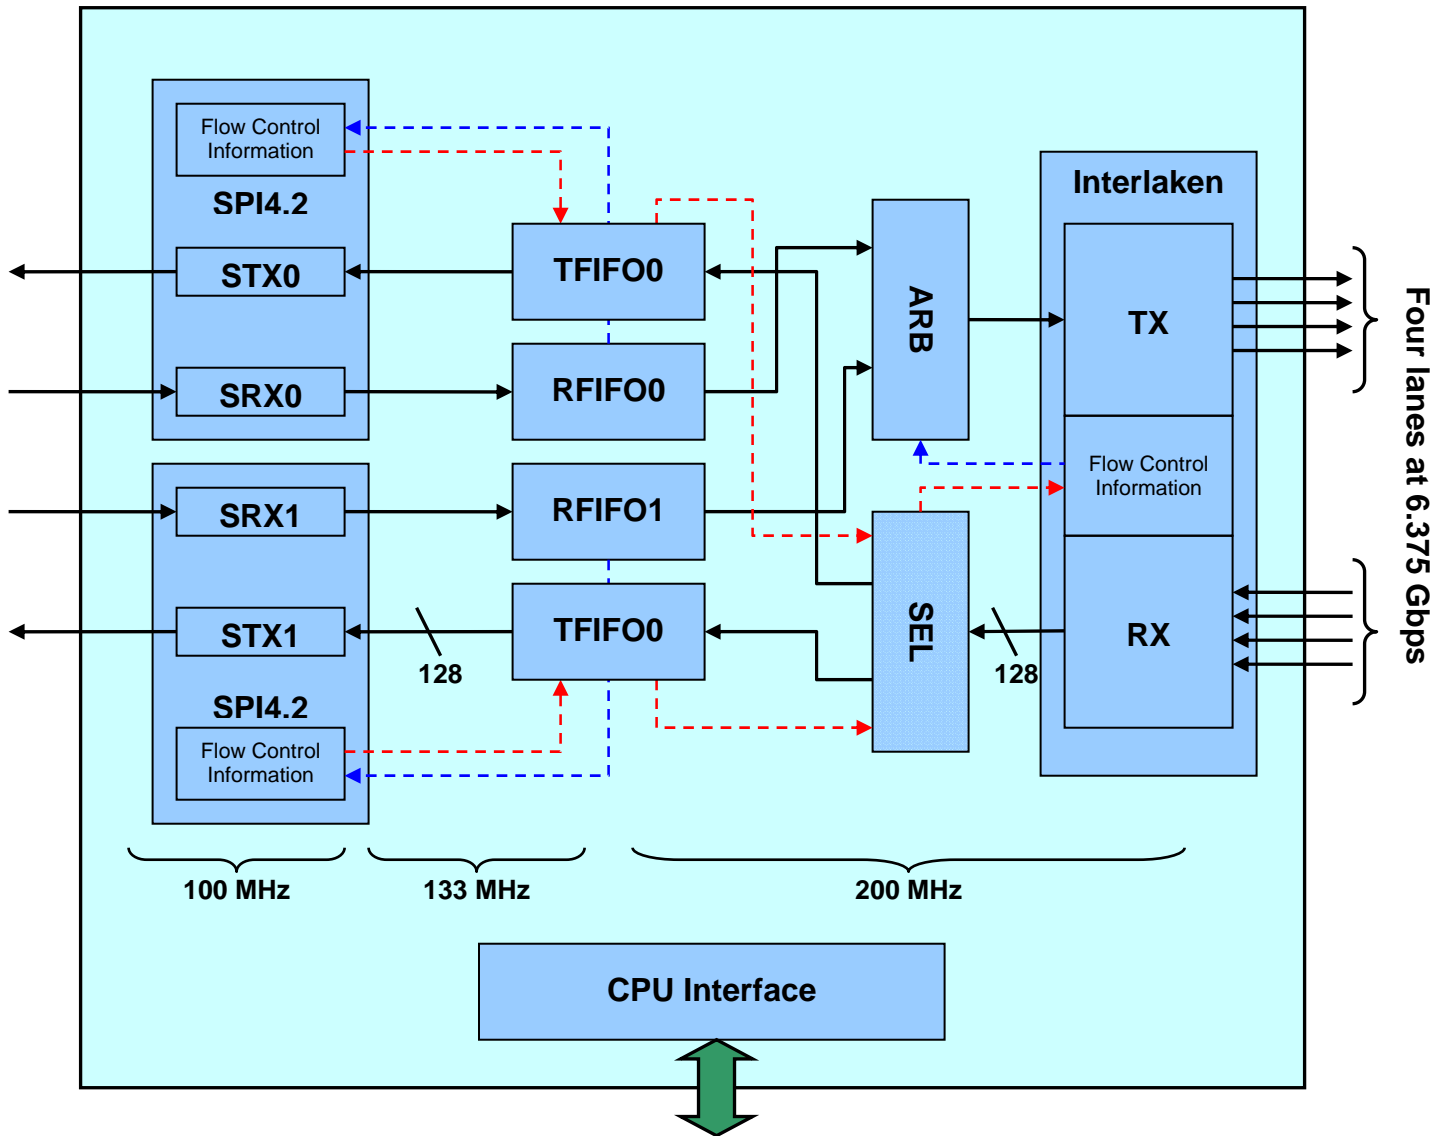 Flow Control
Information
SPI4.2
STX0
SRX0
SRX1
STX1
SPI4.2
Flow Control
Information
TFIFO0
RFIFO0
RFIFO1
TFIFO0
128
ARB
SEL
128
Interlaken
TX
Flow Control
Information
RX
Four lanes at 6.375 Gbps
100 MHz
133 MHz
200 MHz
CPU Interface